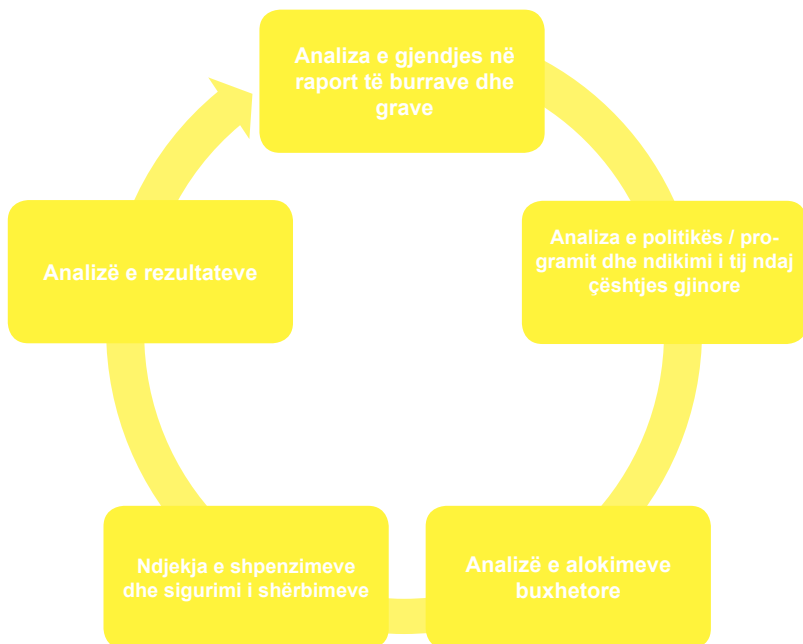 Analiza e gjendjes në
raport të burrave dhe
grave
Analiza e politikës / pro-
gramit dhe ndikimi i tij ndaj
çështjes gjinore
Analizë e alokimeve
buxhetore
Ndjekja e shpenzimeve
dhe sigurimi i shërbimeve
Analizë e rezultateve